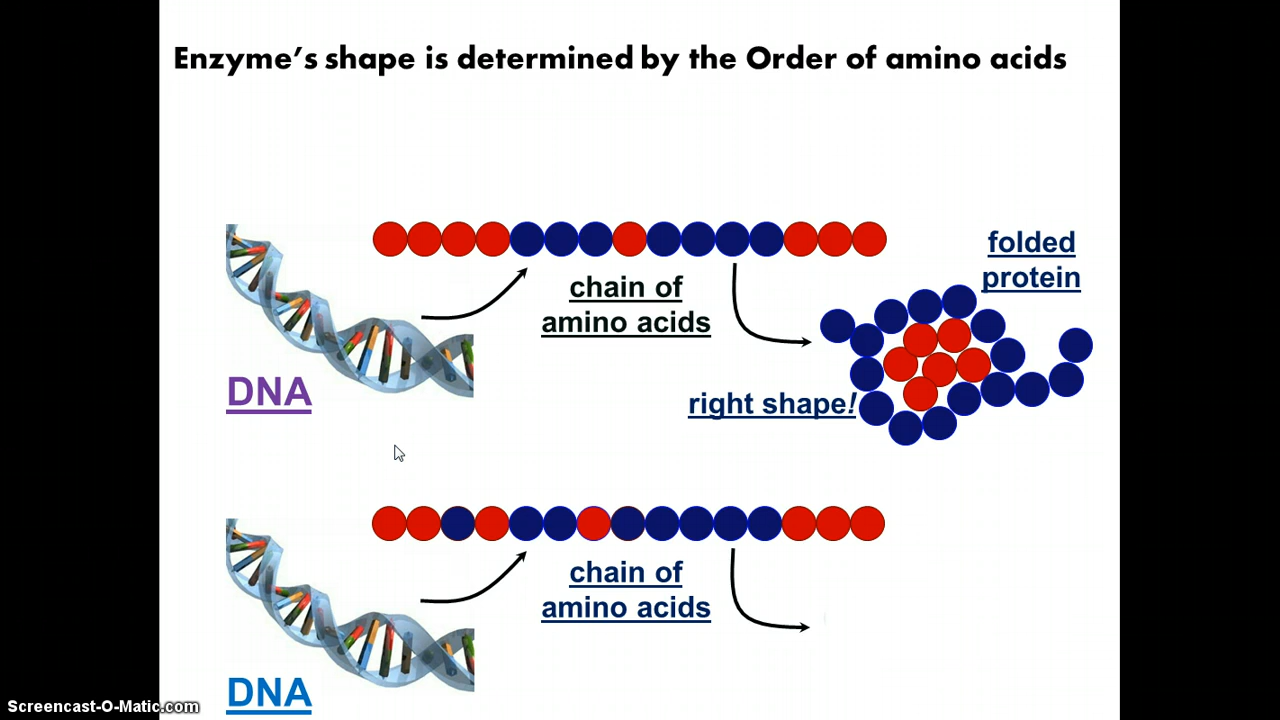 Enzyme's shape is determined by the Order of amino acids
folded
protein
chain of
amino acids
DNA
right shape!
chain of
amino acids
DNA
Screencast-O-Matic.com